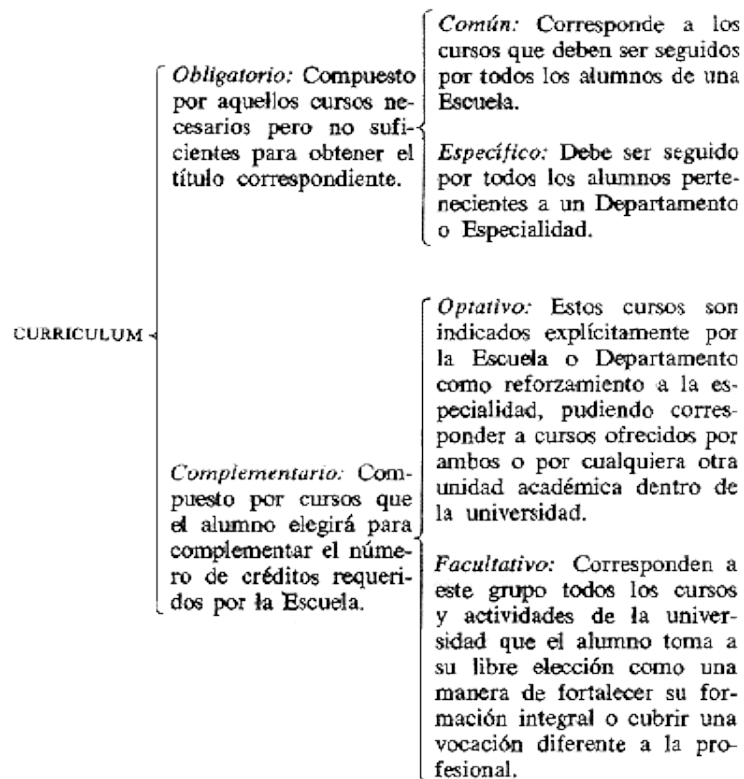 CURRICULUM
Obligatorio: Compuesto
por aquellos cursos ne-
cesarios pero no sufi-
cientes para obtener el
título correspondiente.
Común: Corresponde a los
cursos que deben ser seguidos
por todos los alumnos de una
Escuela.
Específico: Debe ser seguido
por todos los alumnos perte-
necientes a un Departamento
o Especialidad.
Complementario: Com-
puesto por cursos que
el alumno elegirá para
complementar el núme-
ro de créditos requeri-
dos por la Escuela.
Optativo: Estos cursos son
indicados explícitamente por
la Escuela o Departamento
como reforzamiento a la es-
pecialidad, pudiendo corres-
ponder a cursos ofrecidos por
ambos o por cualquiera otra
unidad académica dentro de
la universidad.
Facultativo: Corresponden a
este grupo todos los cursos
y actividades de la univer-
sidad que el alumno toma a
su libre elección como una
manera de fortalecer su for-
mación integral o cubrir una
vocación diferente a la pro-
fesional.